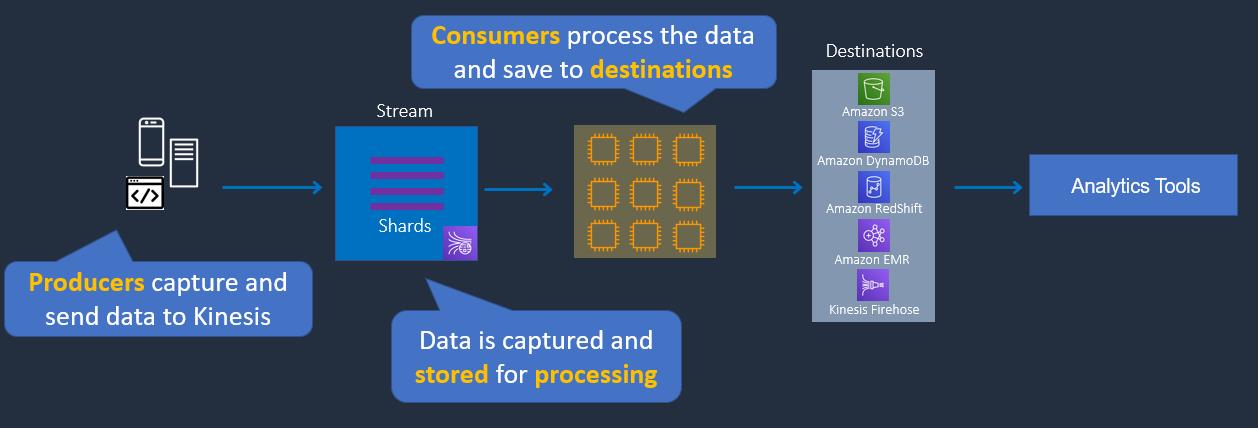 Consumers process the data
and save to destinations
Destinations
Stream
Amazon S3
Amazon DynamoDB
Amazon RedShift
Amazon EMR
Kinesis Firehose
Analytics Tools
</>
Shards
Producers capture and
send data to Kinesis
Data is captured and
stored for processing